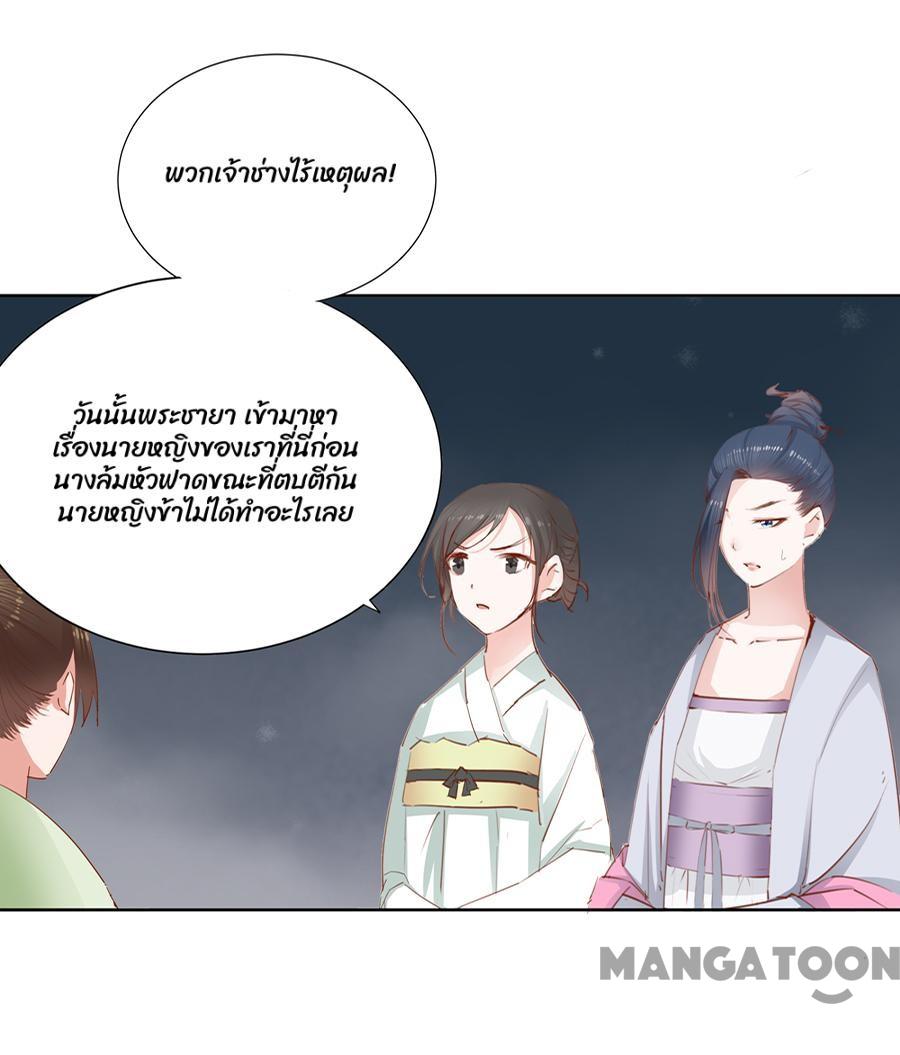 พวกเจ้าช่างไร้เหตุผล!
วันนั้นพระชายา เข้ามาหา
เรื่องนายหญิงของเราที่นี่ก่อน
นางล้มหัวฟาดขณะที่ตบตีกัน
นายหญิงข้าไม่ได้ทำอะไรเลย
MANGATOON